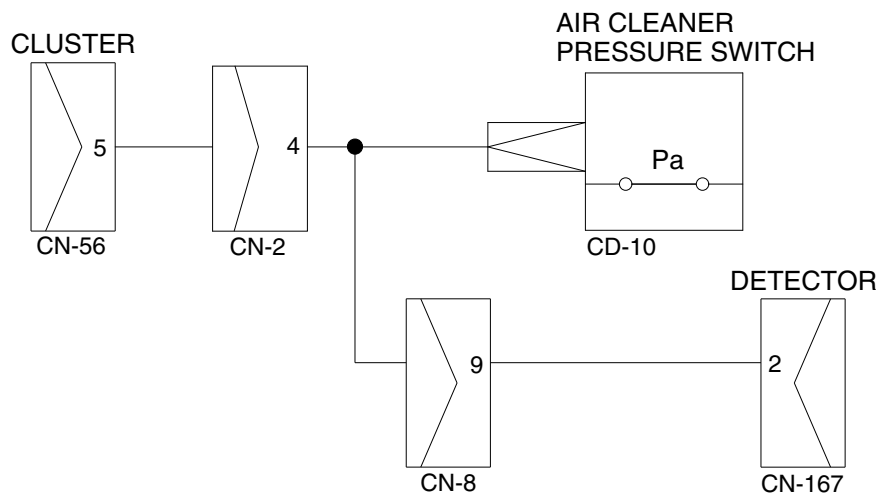 CLUSTER
5
CN-56
4
CN-2
AIR CLEANER
PRESSURE SWITCH
Pa
CD-10
9
CN-8
DETECTOR
2
CN-167